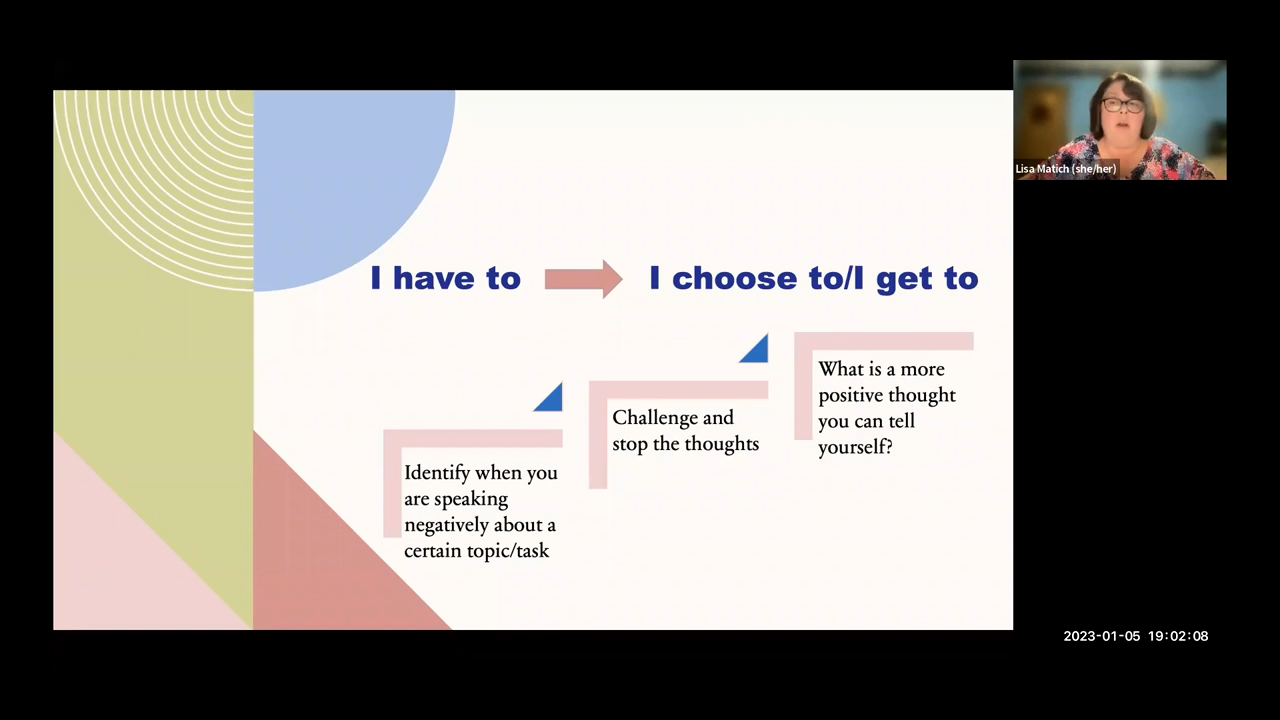 I have to
I choose to/I get to
Identify when you
are speaking
negatively about a
certain topic/task
Challenge and
stop the thoughts
What is a more
positive thought
you can tell
yourself?
Lisa Matich (she/her)
2023-01-05 19:02:08